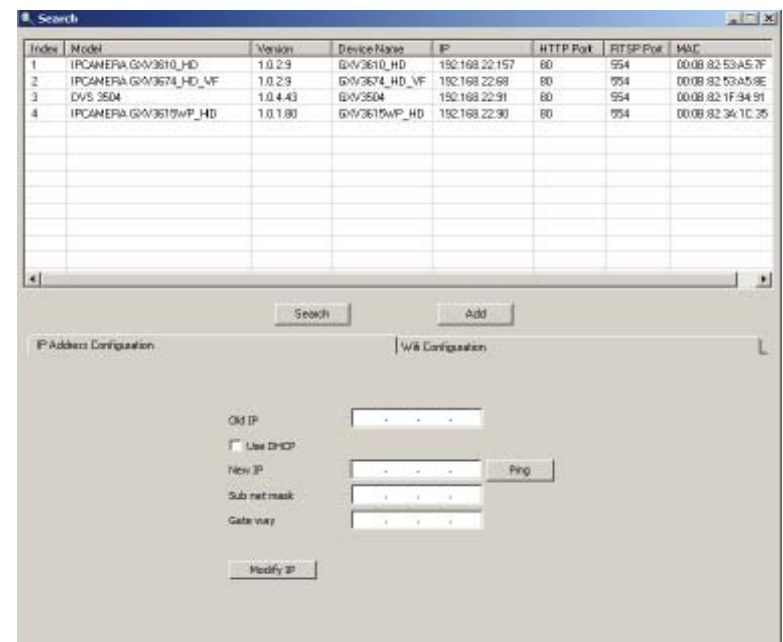 Search
Index Model Version Device Name IP HTTP Port RTSP Port MAC
1 IPCAMERA GXV3610_HD 1.0.2.9 GXV3610_HD 192.168.22.157 80 554 00:0B:82:53:A5:7F
2 IPCAMERA GXV3674_HD_VF 1.0.2.9 GXV3674_HD_VF 192.168.22.68 80 554 00:0B:82:53:A5:8E
3 DVS 3504 1.0.4.43 GXV3504 192.168.22.91 80 554 00:0B:82:1F:94:91
4 IPCAMERA GXV3615WP_HD 1.0.1.80 GXV3615WP_HD 192.168.22.90 80 554 00:0B:82:3A:1C:35
Search Add
IP Address Configuration Wifi Configuration
Old IP
Use DHCP
New IP Ping
Sub net mask
Gate way
Modify IP